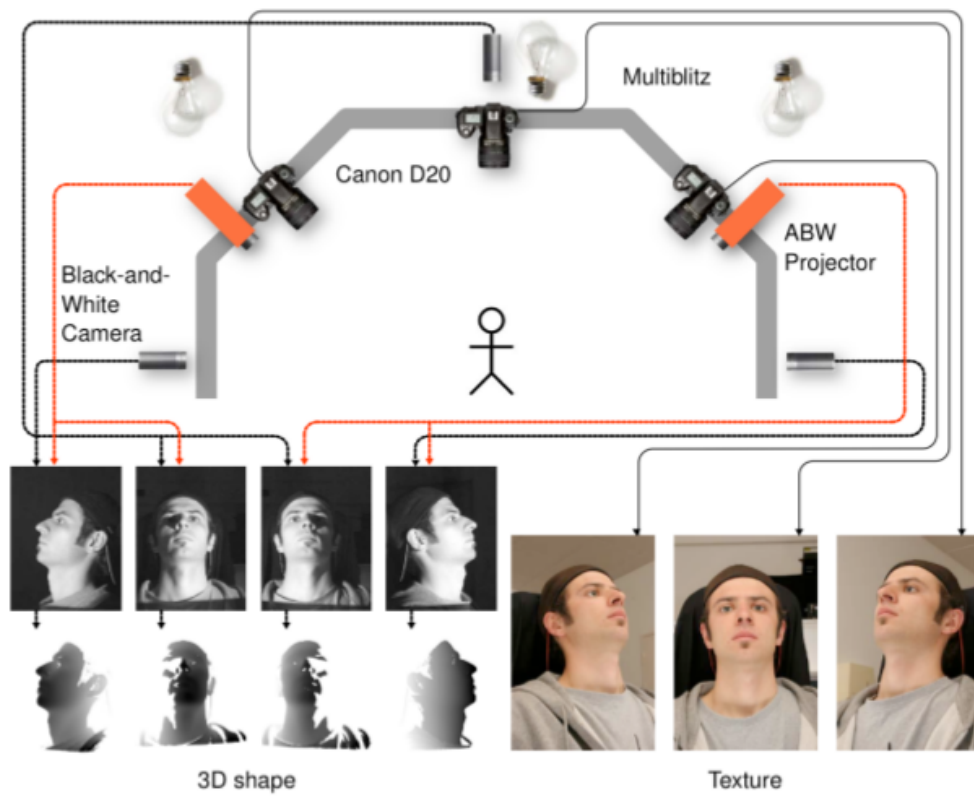 Multiblitz
Canon D20
ABW
Projector
Black-and-
White
Camera
3D shape
Texture